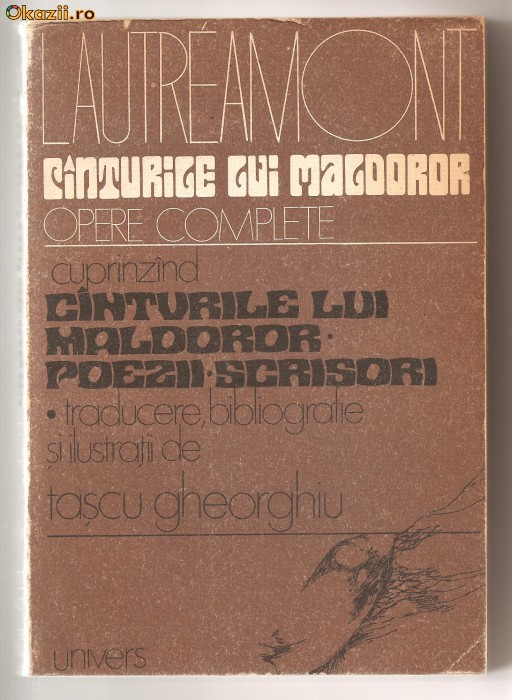 Okazii.ro
LAUTRÉAMONT
CÎNTURILE LUI MALDOROR
OPERE COMPLETE
cuprinzînd
CÎNTURILE LUI
MALDOROR •
POEZII • SCRISORI
• traducere, bibliografie
și ilustrații de
tașcu gheorghiu
univers